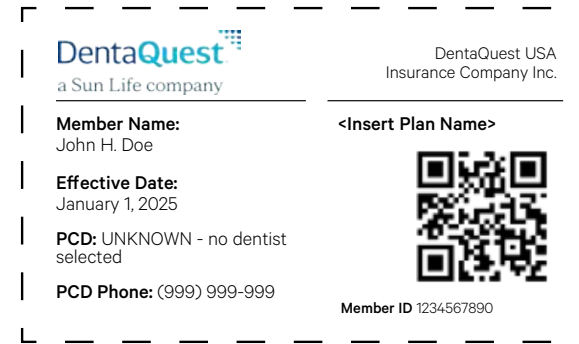 DentaQuest
a Sun Life company
DentaQuest USA
Insurance Company Inc.
Member Name:
John H. Doe
Effective Date:
January 1, 2025
PCD: UNKNOWN - no dentist
selected
PCD Phone: (999) 999-999
<Insert Plan Name>
Member ID 1234567890